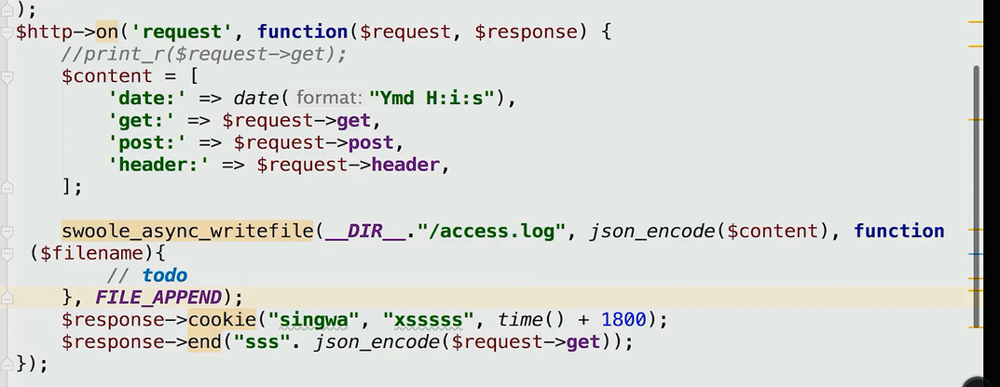 );
$http->on('request', function($request, $response) {
    //print_r($request->get);
    $content = [
        'date:' => date( format: "Ymd H:i:s"),
        'get:' => $request->get,
        'post:' => $request->post,
        'header:' => $request->header,
    ];
    swoole_async_writefile(__DIR__."/access.log", json_encode($content), function
($filename){
        // todo
    }, FILE_APPEND);
    $response->cookie("singwa", "xsssss", time() + 1800);
    $response->end("sss". json_encode($request->get));
});